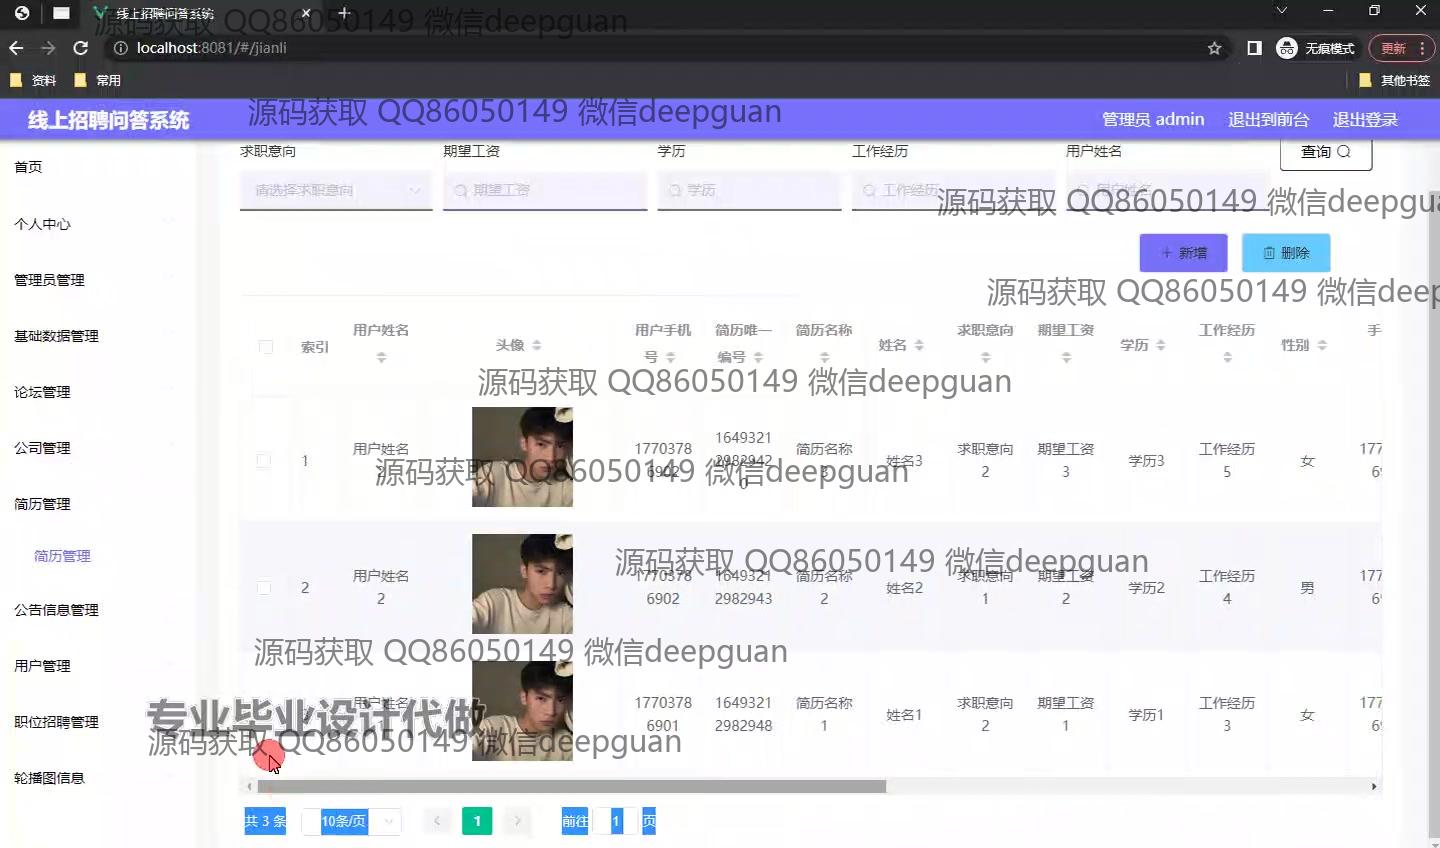 线上招聘问答系统
源码获取 QQ86050149 微信deepguan
localhost:8081/#/jianli
无痕模式
更新
资料
常用
其他书签
线上招聘问答系统
源码获取 QQ86050149 微信deepguan
管理员 admin
退出到前台
退出登录
首页
个人中心
管理员管理
基础数据管理
论坛管理
公司管理
简历管理
简历管理
公告信息管理
用户管理
职位招聘管理
轮播图信息
求职意向
期望工资
学历
工作经历
用户姓名
查询
请选择求职意向
期望工资
学历
工作经历
源码获取 QQ86050149 微信deepgua
新增
删除
源码获取 QQ86050149 微信deep
索引
用户姓名
头像
用户手机号
简历唯一编号
简历名称
姓名
求职意向
期望工资
学历
工作经历
性别
手
源码获取 QQ86050149 微信deepguan
1
用户姓名
1770378
6902
1649321
2982942
简历名称
3
姓名3
求职意向
2
期望工资
3
学历3
工作经历
5
女
177
源码获取 QQ86050149 微信deepguan
2
用户姓名
2
1770378
6902
1649321
2982943
简历名称
2
姓名2
求职意向
1
期望工资
2
学历2
工作经历
4
男
177
源码获取 QQ86050149 微信deepguan
源码获取 QQ86050149 微信deepguan
用户姓名
1770378
6901
1649321
2982948
简历名称
1
姓名1
求职意向
2
期望工资
1
学历1
工作经历
3
女
177
专业毕业设计代做
源码获取 QQ86050149 微信deepguan
共 3 条
10条/页
1
前往
1
页